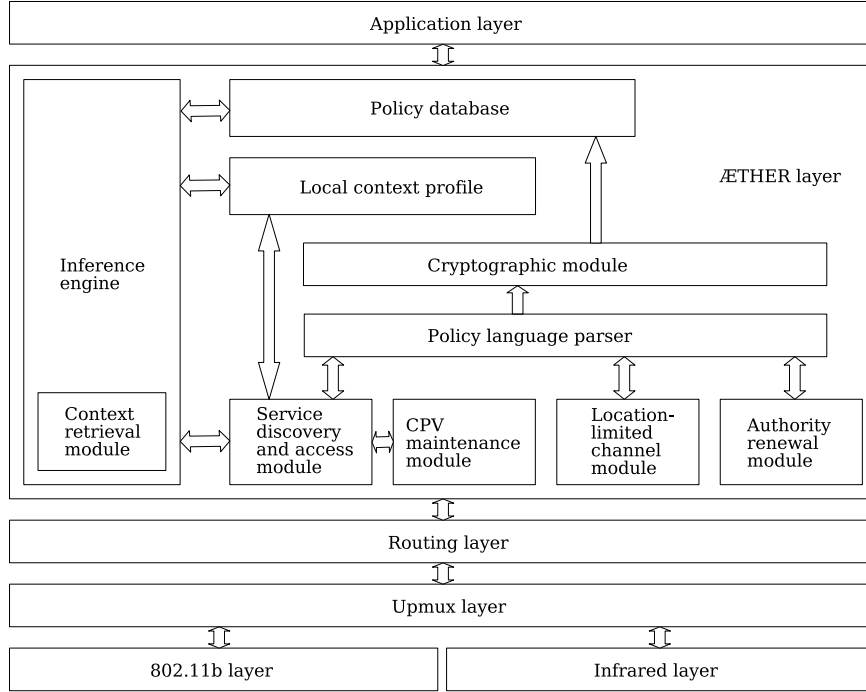 Application layer
Policy database
ÆTHER layer
Local context profile
Inference
engine
Cryptographic module
Policy language parser
Context
retrieval
module
Service
discovery
and access
module
CPV
maintenance
module
Location-
limited
channel
module
Authority
renewal
module
Routing layer
Upmux layer
802.11b layer
Infrared layer